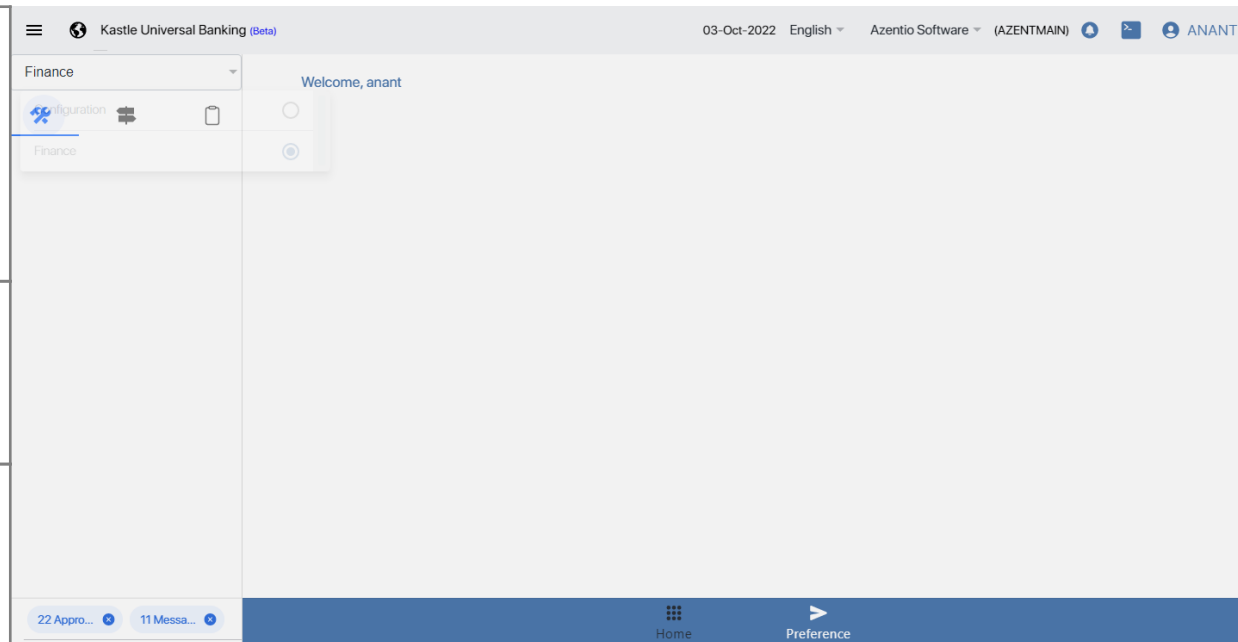 Kastle Universal Banking (Beta) 03-Oct-2022 English Azentio Software (AZENTMAIN) ANANT
Finance
Welcome, anant
Configuration
Finance
22 Appro... 11 Messa...
Home Preference